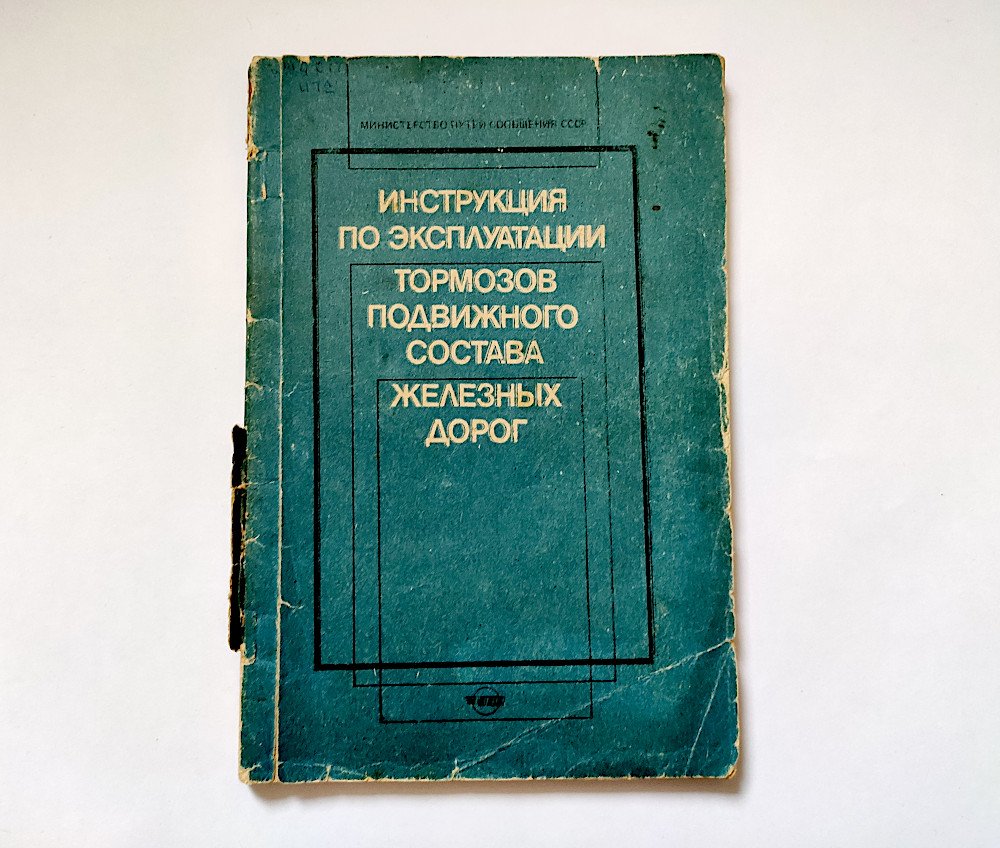 МИНИСТЕРСТВО ПУТЕЙ СООБЩЕНИЯ СССР
ИНСТРУКЦИЯ
ПО ЭКСПЛУАТАЦИИ
ТОРМОЗОВ
ПОДВИЖНОГО
СОСТАВА
ЖЕЛЕЗНЫХ
ДОРОГ